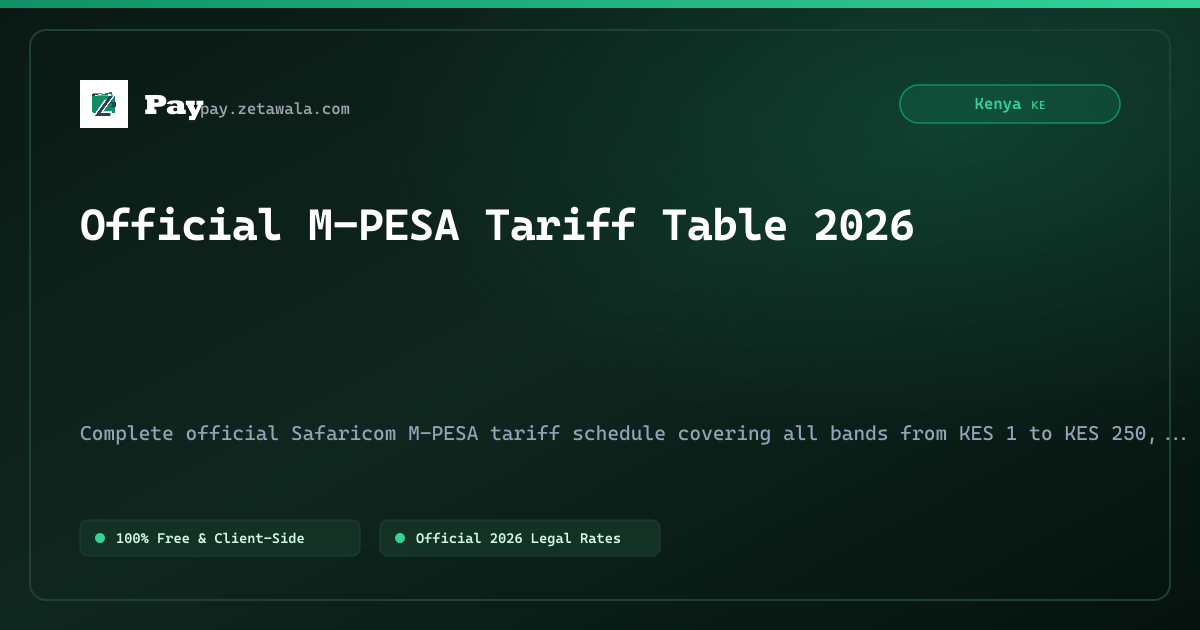 Pay pay.zetawala.com
Kenya KE
Official M-PESA Tariff Table 2026
Complete official Safaricom M-PESA tariff schedule covering all bands from KES 1 to KES 250,...
100% Free & Client-Side
Official 2026 Legal Rates